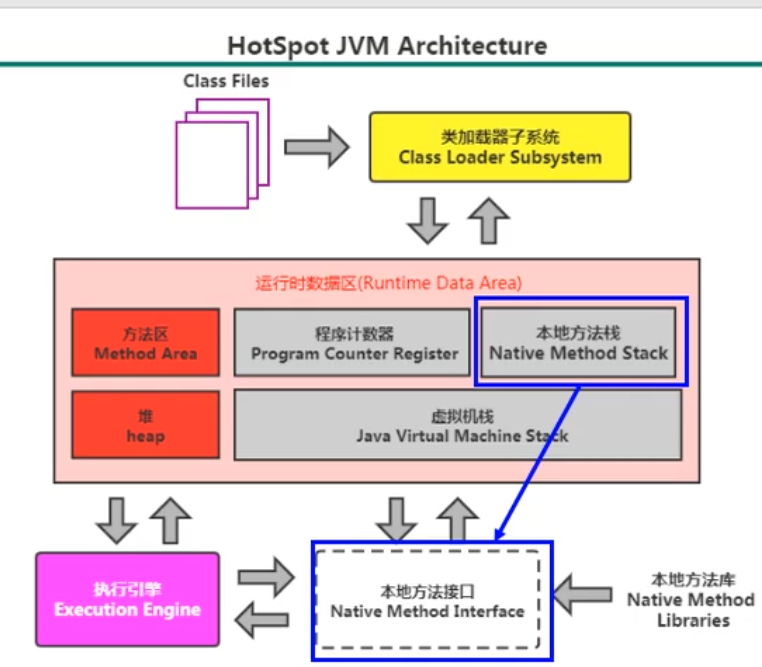 HotSpot JVM Architecture
Class Files
类加载器子系统
Class Loader Subsystem
运行时数据区(Runtime Data Area)
方法区
Method Area
程序计数器
Program Counter Register
本地方法栈
Native Method Stack
堆
heap
虚拟机栈
Java Virtual Machine Stack
执行引擎
Execution Engine
本地方法接口
Native Method Interface
本地方法库
Native Method
Libraries